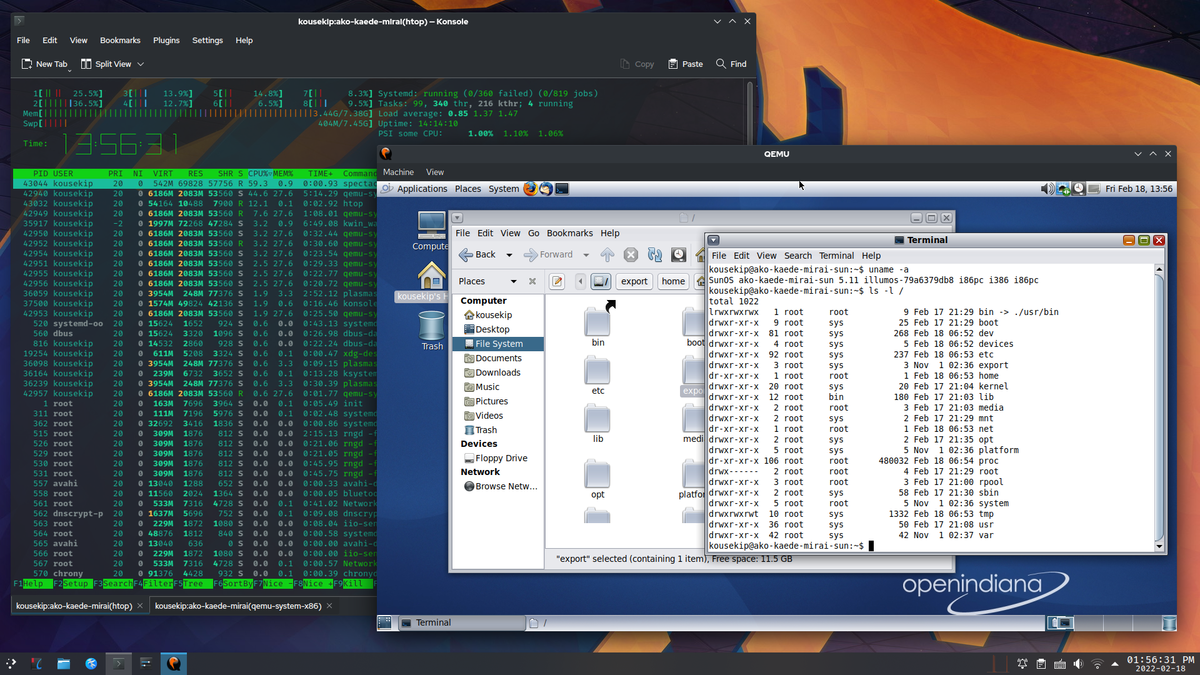 kousekip:ako-kaede-mirai(htop) — Konsole
File Edit View Bookmarks Plugins Settings Help
New Tab Split View Copy Paste Find
1[ 25.5%] 3[ 13.9%] 5[ 14.8%] 7[ 8.3%] Systemd: running (0/360 failed) (0/819 jobs)
2[ 36.5%] 4[ 12.7%] 6[ 6.5%] 8[ 9.5%] Tasks: 99, 340 thr, 216 kthr; 4 running
Mem[ 3.44G/7.38G] Load average: 0.85 1.37 1.47
Swp[ 404M/7.45G] Uptime: 14:14:10
PSI some CPU: 1.00% 1.10% 1.06%
Time: 13:56:31
PID USER PRI NI VIRT RES SHR S CPU% MEM% TIME+ Comman
43044 kousekip 20 0 542M 69828 57756 R 59.3 0.9 0:00.93 spectac
42940 kousekip 20 0 6186M 2083M 53560 S 44.6 27.6 5:14.29 qemu-sy
43032 kousekip 20 0 54164 10488 7900 R 12.1 0.1 0:02.92 htop
42949 kousekip 20 0 6186M 2083M 53560 R 7.6 27.6 1:08.01 qemu-sy
35917 kousekip -2 0 1997M 72268 47284 S 3.2 0.9 6:49.08 kwin_wa
42950 kousekip 20 0 6186M 2083M 53560 S 3.2 27.6 0:32.44 qemu-sy
42952 kousekip 20 0 6186M 2083M 53560 R 3.2 27.6 0:30.60 qemu-sy
42954 kousekip 20 0 6186M 2083M 53560 S 3.2 27.6 0:23.54 qemu-sy
42951 kousekip 20 0 6186M 2083M 53560 S 2.5 27.6 0:29.33 qemu-sy
42955 kousekip 20 0 6186M 2083M 53560 S 2.5 27.6 0:22.77 qemu-sy
42956 kousekip 20 0 6186M 2083M 53560 S 2.5 27.6 0:20.72 qemu-sy
36059 kousekip 20 0 3954M 248M 77376 S 1.9 3.3 2:52.12 plasmas
37500 kousekip 20 0 1574M 49824 42136 S 1.9 0.6 0:16.46 konsole
42953 kousekip 20 0 6186M 2083M 53560 S 1.9 27.6 0:25.50 qemu-sy
520 systemd-oo 20 0 15624 1652 924 S 0.6 0.0 0:43.13 systemd
560 dbus 20 0 15624 3320 1096 S 0.6 0.0 0:26.98 dbus-da
816 kousekip 20 0 14532 2860 928 S 0.6 0.0 0:22.24 dbus-da
19254 kousekip 20 0 611M 5208 3324 S 0.6 0.1 0:00.47 xdg-des
36098 kousekip 20 0 3954M 248M 77376 S 0.6 3.3 0:09.15 plasmas
36164 kousekip 20 0 239M 6732 3652 S 0.6 0.1 0:13.28 ksystem
36239 kousekip 20 0 3954M 248M 77376 S 0.6 3.3 0:30.39 plasmas
42957 kousekip 20 0 6186M 2083M 53560 R 0.6 27.6 0:01.77 qemu-sy
1 root 20 0 163M 7696 3964 S 0.0 0.1 0:05.49 init
311 root 20 0 111M 7196 5976 S 0.0 0.1 0:02.48 systemd
362 root 20 0 32692 3416 1836 S 0.0 0.0 0:00.86 systemd
515 root 20 0 309M 1876 812 S 0.0 0.0 2:15.13 rngd -f
526 root 20 0 309M 1876 812 S 0.0 0.0 0:21.06 rngd -f
529 root 20 0 309M 1876 812 S 0.0 0.0 0:21.05 rngd -f
530 root 20 0 309M 1876 812 S 0.0 0.0 0:45.95 rngd -f
531 root 20 0 309M 1876 812 S 0.0 0.0 0:45.75 rngd -f
557 avahi 20 0 13040 1288 652 S 0.0 0.0 0:00.33 avahi-d
558 root 20 0 11560 2024 1364 S 0.0 0.0 0:00.05 bluetoo
561 root 20 0 533M 7316 4728 S 0.0 0.1 0:41.02 Network
562 dnscrypt-p 20 0 1637M 5696 752 S 0.0 0.1 0:09.08 dnscryp
563 root 20 0 229M 1872 1080 S 0.0 0.0 0:08.04 iio-sen
564 root 20 0 48876 1812 840 S 0.0 0.0 0:00.58 systemd
565 avahi 20 0 13040 636 0 S 0.0 0.0 0:00.00 avahi-d
566 root 20 0 229M 1872 1080 S 0.0 0.0 0:00.00 iio-sen
567 root 20 0 533M 7316 4728 S 0.0 0.1 0:00.57 Network
570 chrony 20 0 91376 4428 932 S 0.0 0.1 0:00.39 chronyd
F1Help F2Setup F3Search F4Filter F5Tree F6SortBy F7Nice - F8Nice + F9Kill
kousekip:ako-kaede-mirai(htop) kousekip:ako-kaede-mirai(qemu-system-x86)
QEMU
Machine View
Applications Places System Fri Feb 18, 13:56
Compute
kousekip's H
Trash
/
File Edit View Go Bookmarks Help
Back Forward
Places / export home
Computer
kousekip
Desktop
File System
Documents
Downloads
Music
Pictures
Videos
Trash
Devices
Floppy Drive
Network
Browse Netw...
bin boot
etc expo
lib medi
opt platfor
"export" selected (containing 1 item), Free space: 11.5 GB
Terminal
File Edit View Search Terminal Help
kousekip@ako-kaede-mirai-sun:~$ uname -a
SunOS ako-kaede-mirai-sun 5.11 illumos-79a6379db8 i86pc i386 i86pc
kousekip@ako-kaede-mirai-sun:~$ ls -l /
total 1022
lrwxrwxrwx 1 root root 9 Feb 17 21:29 bin -> ./usr/bin
drwxr-xr-x 9 root sys 25 Feb 17 21:29 boot
drwxr-xr-x 81 root sys 268 Feb 18 06:52 dev
drwxr-xr-x 4 root sys 5 Feb 18 06:52 devices
drwxr-xr-x 92 root sys 237 Feb 18 06:53 etc
drwxr-xr-x 3 root sys 3 Nov 1 02:36 export
dr-xr-xr-x 1 root root 1 Feb 18 06:53 home
drwxr-xr-x 20 root sys 20 Feb 17 21:04 kernel
drwxr-xr-x 12 root bin 180 Feb 17 21:03 lib
drwxr-xr-x 2 root root 3 Feb 17 21:03 media
drwxr-xr-x 2 root sys 2 Feb 17 21:29 mnt
dr-xr-xr-x 1 root root 1 Feb 18 06:53 net
drwxr-xr-x 2 root sys 2 Feb 17 21:35 opt
drwxr-xr-x 5 root sys 5 Nov 1 02:36 platform
dr-xr-xr-x 106 root root 480032 Feb 18 06:54 proc
drwx------ 2 root root 4 Feb 17 21:29 root
drwxr-xr-x 3 root root 3 Feb 17 21:00 rpool
drwxr-xr-x 2 root sys 58 Feb 17 21:30 sbin
drwxr-xr-x 5 root root 5 Nov 1 02:36 system
drwxrwxrwt 10 root sys 1332 Feb 18 06:53 tmp
drwxr-xr-x 36 root sys 50 Feb 17 21:08 usr
drwxr-xr-x 42 root sys 42 Nov 1 02:37 var
kousekip@ako-kaede-mirai-sun:~$
openindiana
Terminal /
01:56:31 PM
2022-02-18